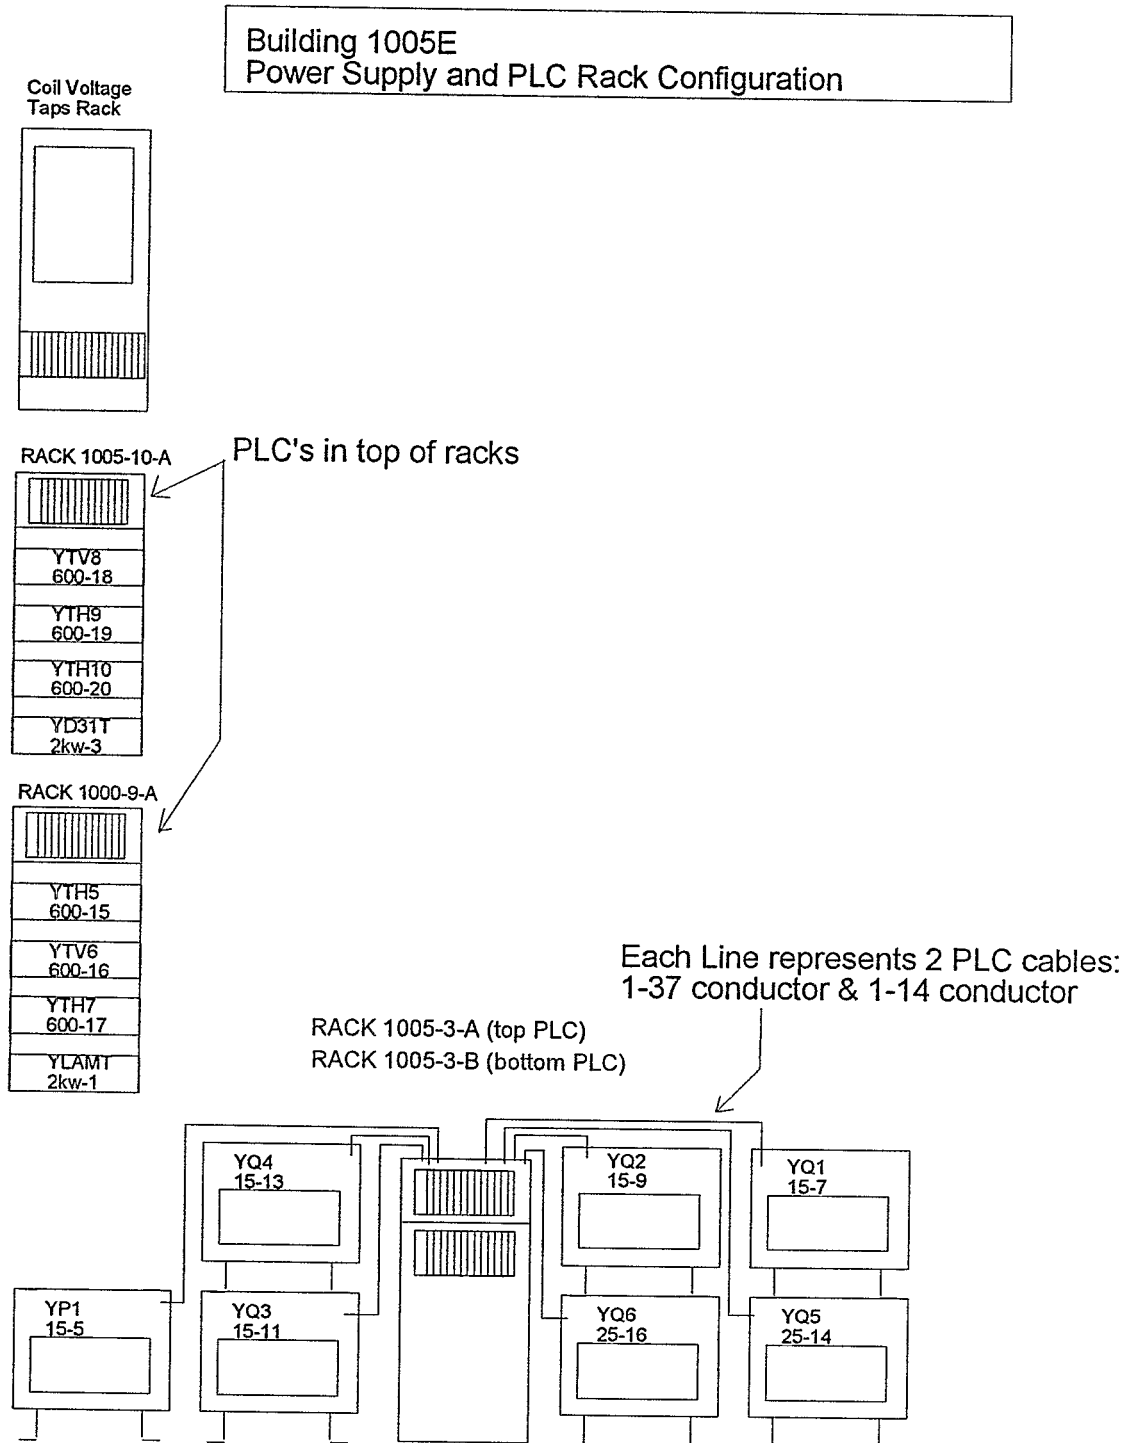 Building 1005E
Power Supply and PLC Rack Configuration
Coil Voltage
Taps Rack
RACK 1005-10-A
PLC's in top of racks
YTV8
600-18
YTH9
600-19
YTH10
600-20
YD31T
2kw-3
RACK 1000-9-A
YTH5
600-15
YTV6
600-16
YTH7
600-17
YLAMT
2kw-1
Each Line represents 2 PLC cables:
1-37 conductor & 1-14 conductor
RACK 1005-3-A (top PLC)
RACK 1005-3-B (bottom PLC)
YQ4
15-13
YQ2
15-9
YQ1
15-7
YP1
15-5
YQ3
15-11
YQ6
25-16
YQ5
25-14